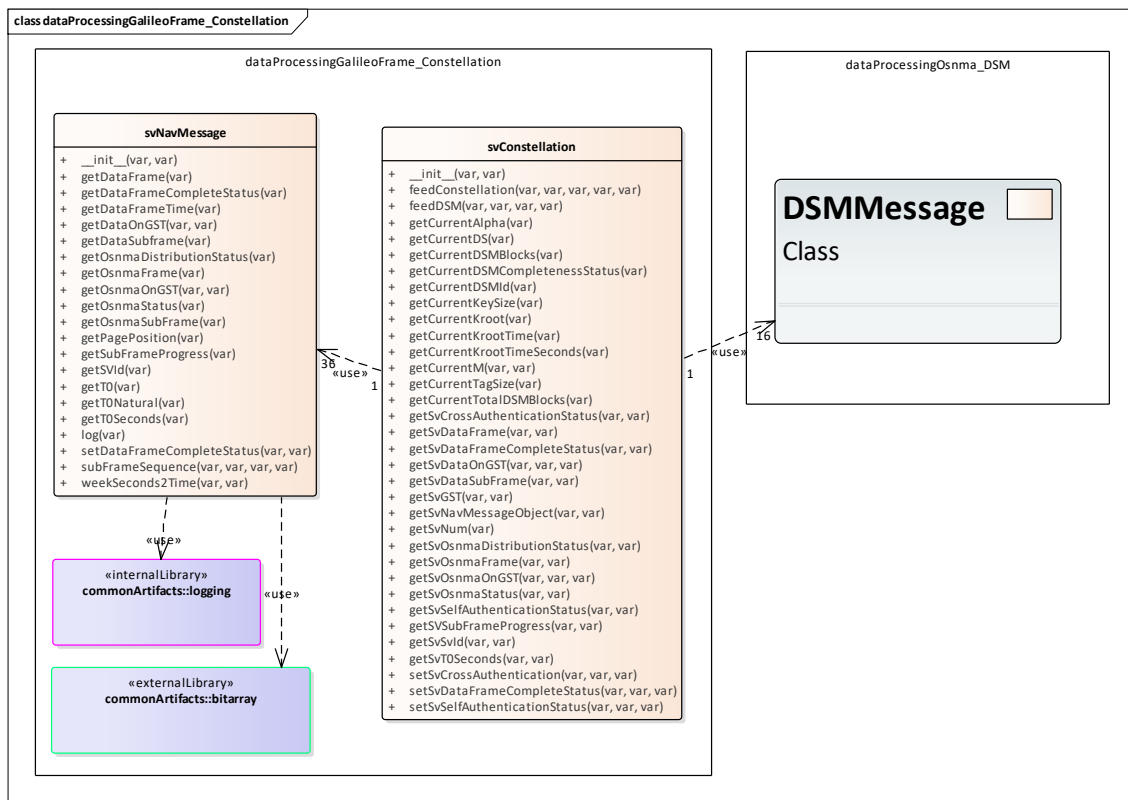 class dataProcessingGalileoFrame_Constellation
dataProcessingGalileoFrame_Constellation
svNavMessage
+ __init__(var, var)
+ getDataFrame(var)
+ getDataFrameCompleteStatus(var)
+ getDataFrameTime(var)
+ getDataOnGST(var, var)
+ getDataSubframe(var)
+ getOsnmaDistributionStatus(var)
+ getOsnmaFrame(var)
+ getOsnmaOnGST(var, var)
+ getOsnmaStatus(var)
+ getOsnmaSubFrame(var)
+ getPagePosition(var)
+ getSubFrameProgress(var)
+ getSVId(var)
+ getT0(var)
+ getT0Natural(var)
+ getT0Seconds(var)
+ log(var)
+ setDataFrameCompleteStatus(var, var)
+ subFrameSequence(var, var, var, var)
+ weekSeconds2Time(var, var)
«use»
«internalLibrary»
commonArtifacts::logging
«use»
«externalLibrary»
commonArtifacts::bitarray
36
«use»
1
svConstellation
+ __init__(var, var)
+ feedConstellation(var, var, var, var, var)
+ feedDSM(var, var, var, var)
+ getCurrentAlpha(var)
+ getCurrentDS(var)
+ getCurrentDSMBlocks(var)
+ getCurrentDSMCompletenessStatus(var)
+ getCurrentDSMId(var)
+ getCurrentKeySize(var)
+ getCurrentKroot(var)
+ getCurrentKrootTime(var)
+ getCurrentKrootTimeSeconds(var)
+ getCurrentM(var, var)
+ getCurrentTagSize(var)
+ getCurrentTotalDSMBlocks(var)
+ getSvCrossAuthenticationStatus(var, var)
+ getSvDataFrame(var, var)
+ getSvDataFrameCompleteStatus(var, var)
+ getSvDataOnGST(var, var, var)
+ getSvDataSubFrame(var, var)
+ getSvGST(var, var)
+ getSvNavMessageObject(var, var)
+ getSvNum(var)
+ getSvOsnmaDistributionStatus(var, var)
+ getSvOsnmaFrame(var, var)
+ getSvOsnmaOnGST(var, var, var)
+ getSvOsnmaStatus(var, var)
+ getSvSelfAuthenticationStatus(var, var)
+ getSVSubFrameProgress(var, var)
+ getSvSvId(var, var)
+ getSvT0Seconds(var, var)
+ setSvCrossAuthentication(var, var, var)
+ setSvDataFrameCompleteStatus(var, var, var)
+ setSvSelfAuthenticationStatus(var, var, var)
1
«use»
16
dataProcessingOsnma_DSM
DSMMessage
Class